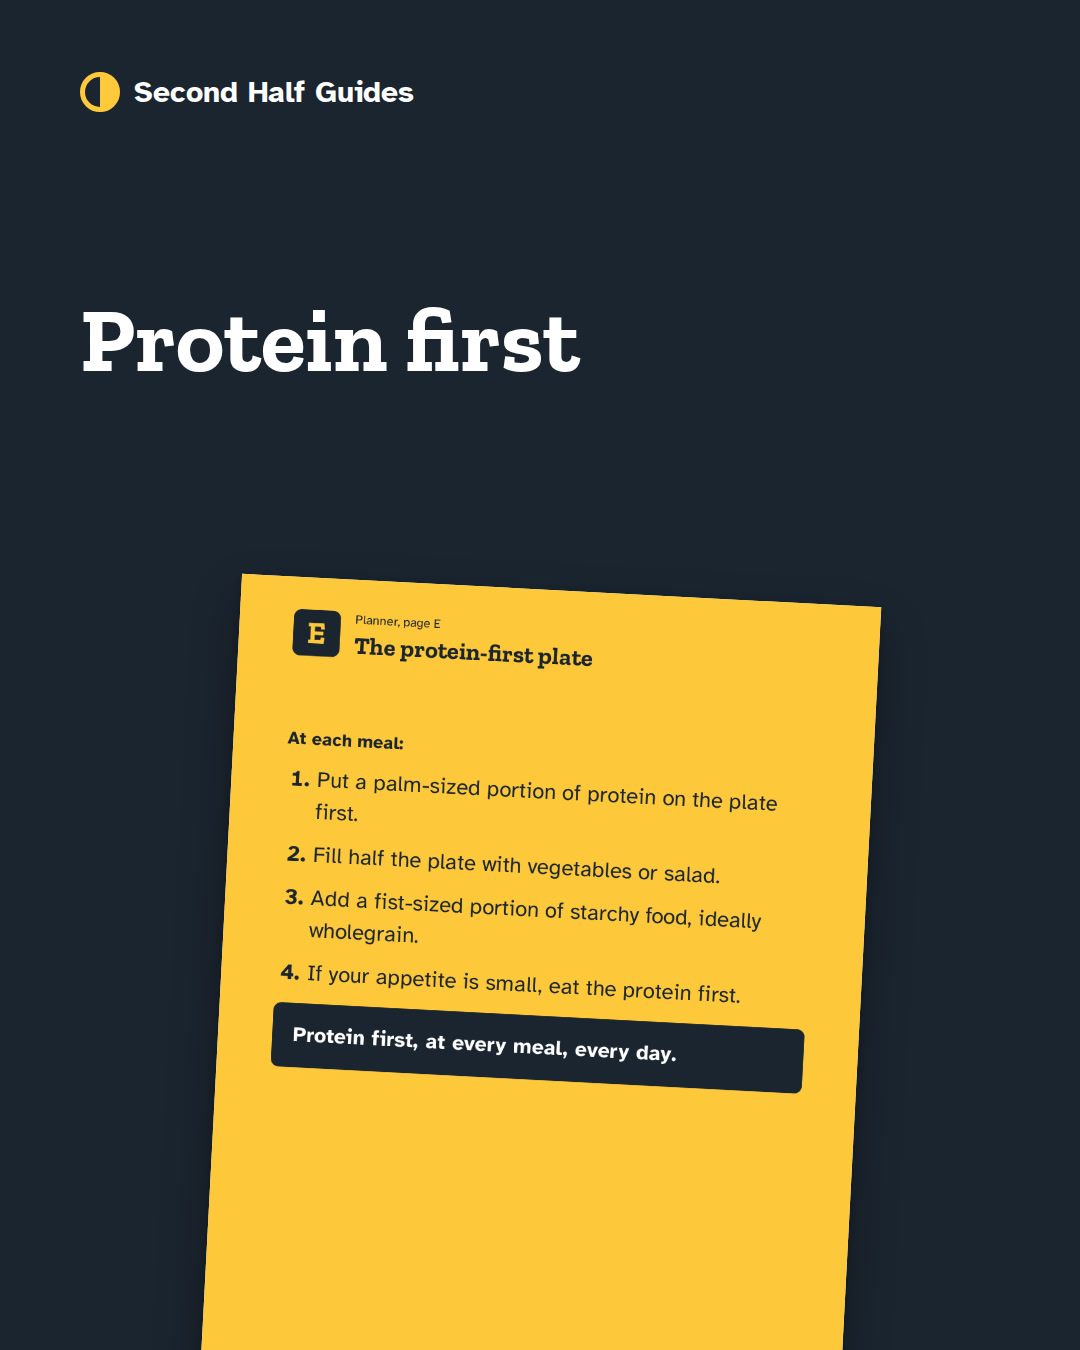 Second Half Guides
Protein first
E
Planner, page E
The protein-first plate
At each meal:
1. Put a palm-sized portion of protein on the plate
first.
2. Fill half the plate with vegetables or salad.
3. Add a fist-sized portion of starchy food, ideally
wholegrain.
4. If your appetite is small, eat the protein first.
Protein first, at every meal, every day.